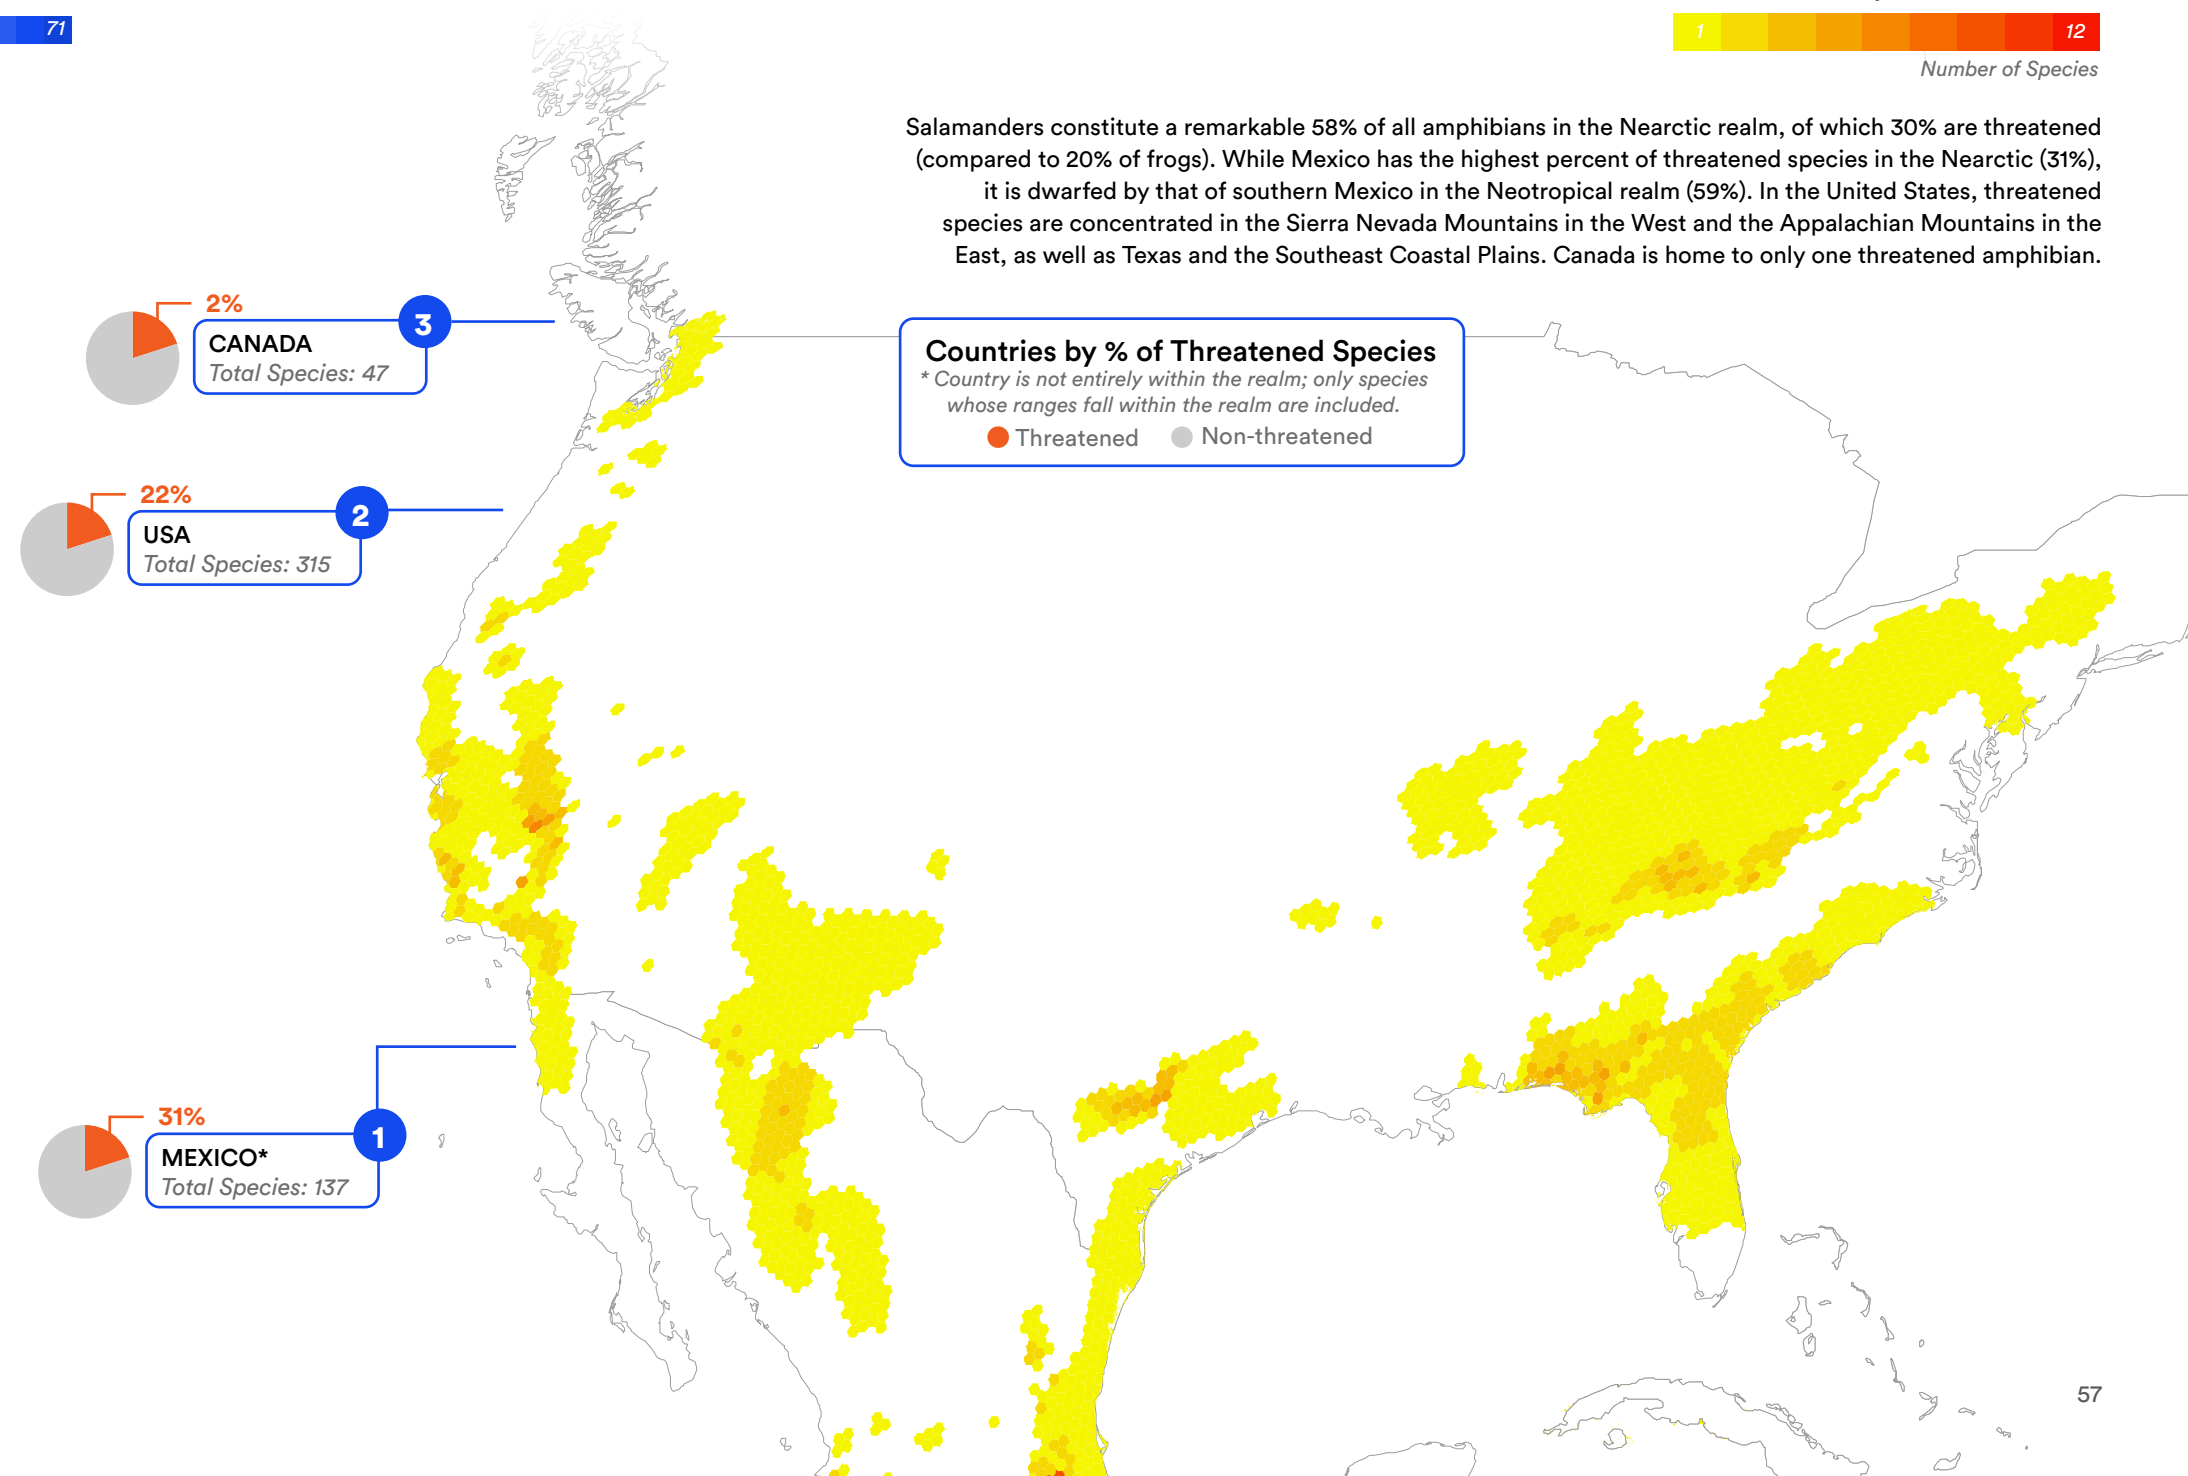 71
1
12
Number of Species
Salamanders constitute a remarkable 58% of all amphibians in the Nearctic realm, of which 30% are threatened
(compared to 20% of frogs). While Mexico has the highest percent of threatened species in the Nearctic (31%),
it is dwarfed by that of southern Mexico in the Neotropical realm (59%). In the United States, threatened
species are concentrated in the Sierra Nevada Mountains in the West and the Appalachian Mountains in the
East, as well as Texas and the Southeast Coastal Plains. Canada is home to only one threatened amphibian.
2%
3
CANADA
Total Species: 47
Countries by % of Threatened Species
* Country is not entirely within the realm; only species
whose ranges fall within the realm are included.
Threatened
Non-threatened
22%
2
USA
Total Species: 315
31%
1
MEXICO*
Total Species: 137
57